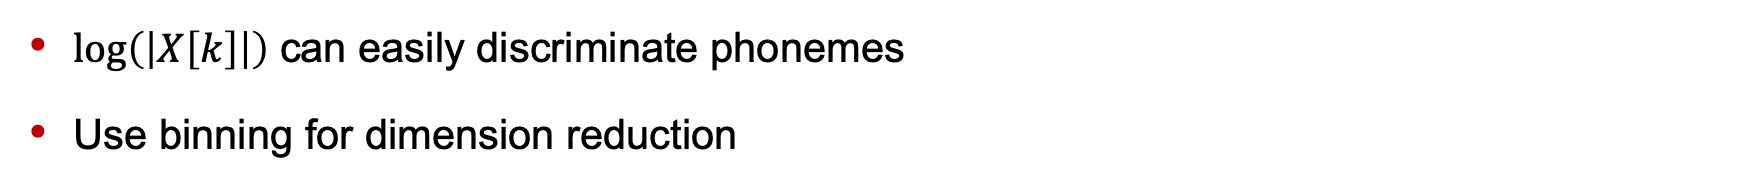 • log(|X[k]|) can easily discriminate phonemes
• Use binning for dimension reduction